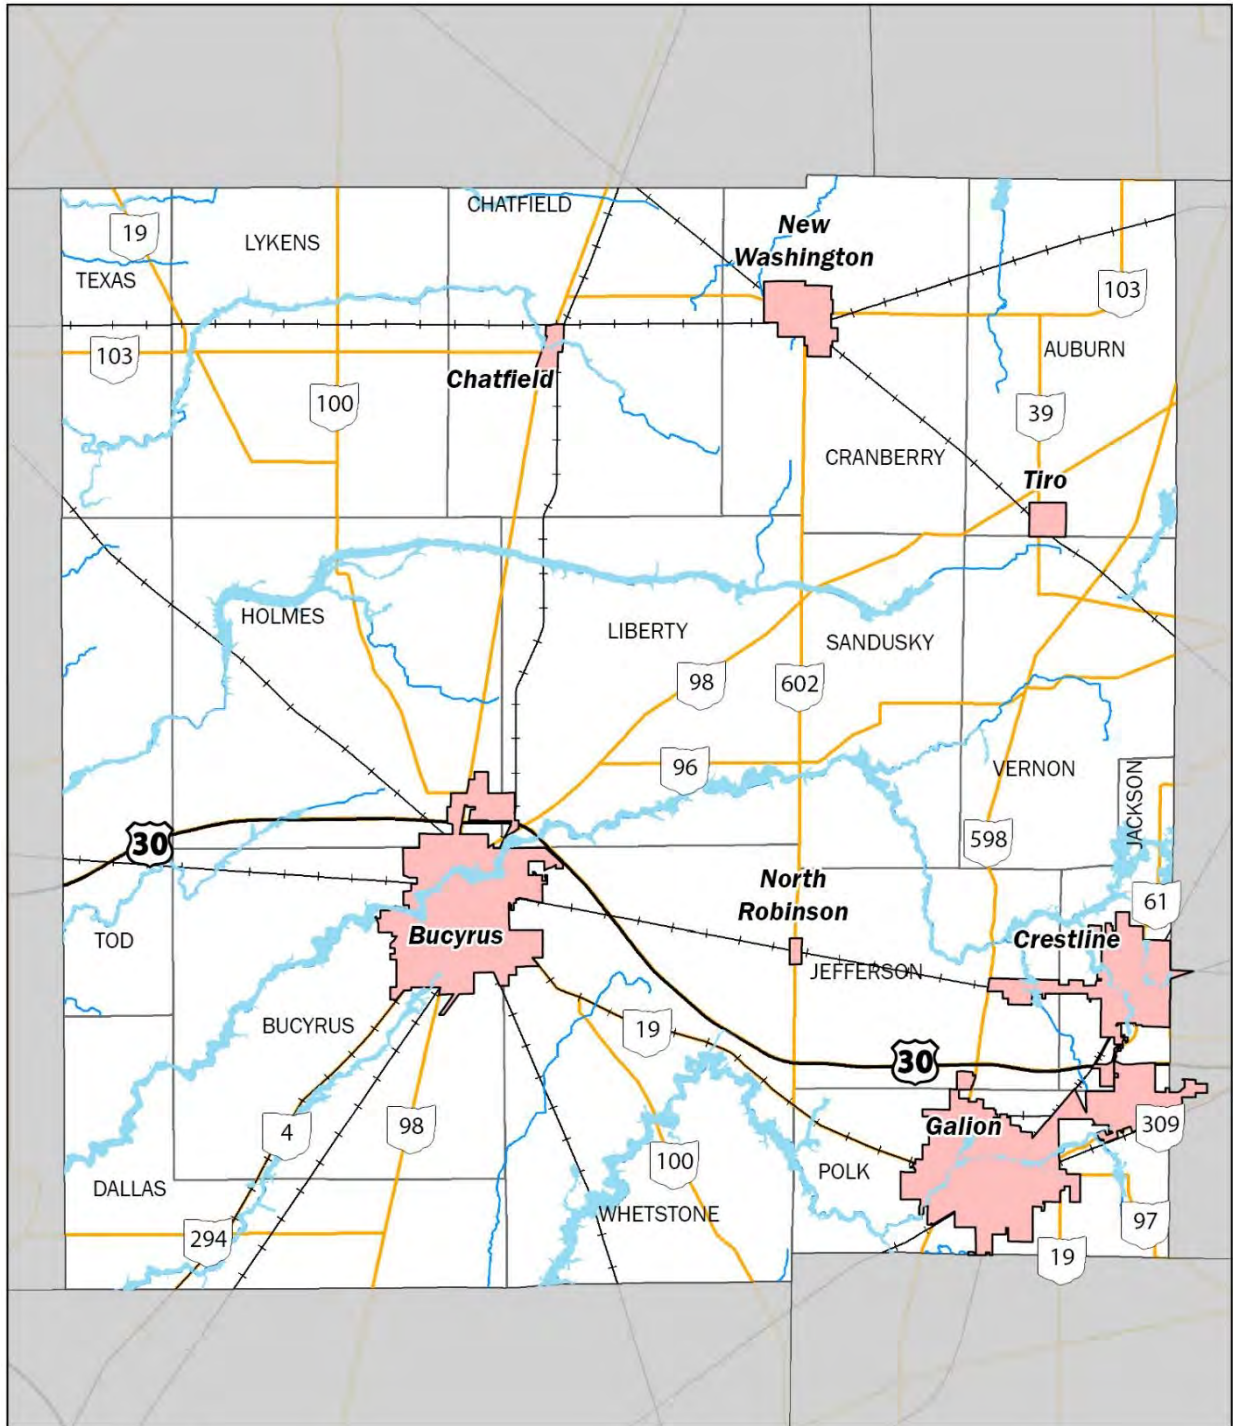 CHATFIELD
New
Washington
19
LYKENS
TEXAS
103
AUBURN
103
Chatfield
100
39
CRANBERRY
Tiro
HOLMES
LIBERTY
SANDUSKY
98
602
96
VERNON
JACKSON
30
598
North
Robinson
61
Bucyrus
TOD
Crestline
JEFFERSON
BUCYRUS
19
30
4
98
Galion
309
100
POLK
DALLAS
WHETSTONE
97
294
19